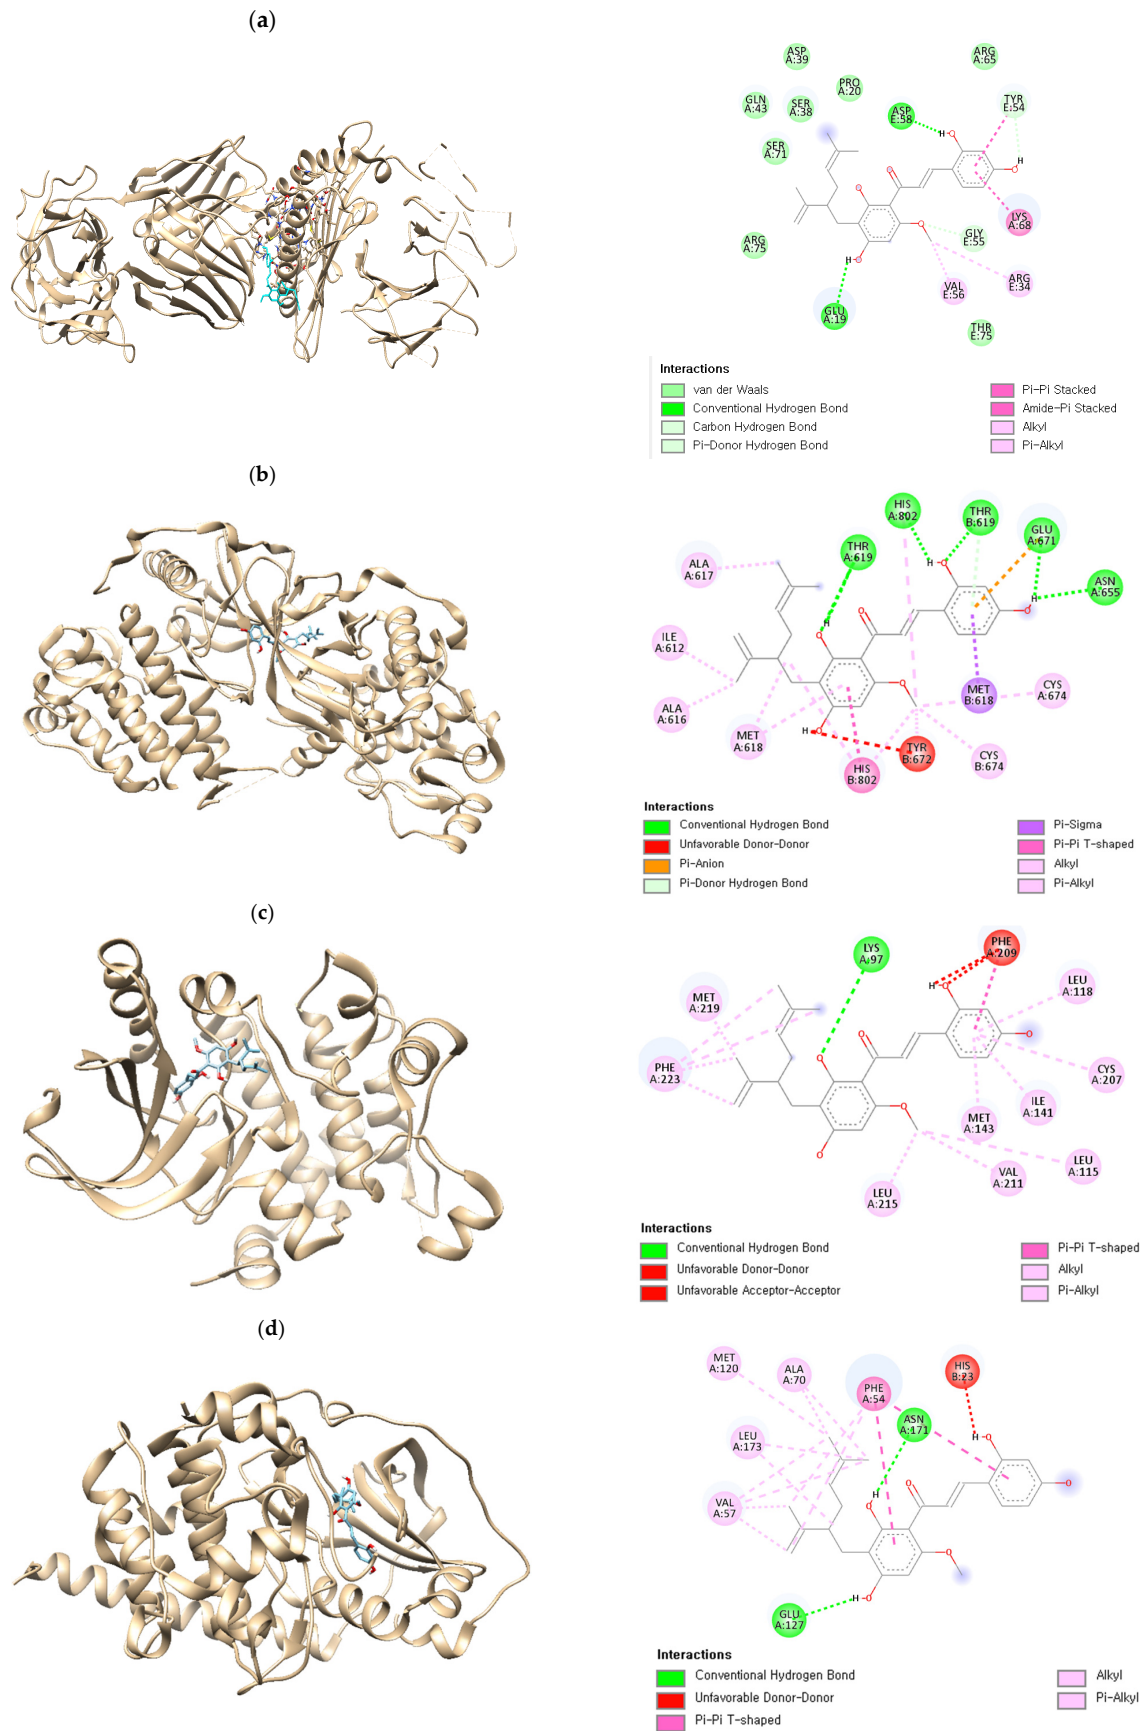 (a)
ASP
A:39
ARG
A:65
PRO
A:20
GLN
A:43
SER
A:38
TYR
E:54
ASP
E:58
SER
A:71
H
O
O
H
O
O
LYS
A:68
O
GLY
E:55
ARG
A:75
H O
ARG
E:34
VAL
E:56
GLU
A:19
THR
E:75
Interactions
van der Waals
Conventional Hydrogen Bond
Carbon Hydrogen Bond
Pi-Donor Hydrogen Bond
Pi-Pi Stacked
Amide-Pi Stacked
Alkyl
Pi-Alkyl
(b)
HIS
A:802
THR
B:619
GLU
A:671
THR
A:619
ALA
A:617
ASN
A:655
H O
H
O
O
H
O
ILE
A:612
O
MET
B:618
CYS
A:674
ALA
A:616
MET
A:618
H O
TYR
B:672
CYS
B:674
HIS
B:802
Interactions
Conventional Hydrogen Bond
Unfavorable Donor-Donor
Pi-Anion
Pi-Donor Hydrogen Bond
Pi-Sigma
Pi-Pi T-shaped
Alkyl
Pi-Alkyl
(c)
LYS
A:97
PHE
A:209
LEU
A:118
MET
A:219
H O
O
O
O
PHE
A:223
CYS
A:207
O
ILE
A:141
MET
A:143
O
LEU
A:115
VAL
A:211
LEU
A:215
Interactions
Conventional Hydrogen Bond
Unfavorable Donor-Donor
Unfavorable Acceptor-Acceptor
Pi-Pi T-shaped
Alkyl
Pi-Alkyl
(d)
MET
A:120
ALA
A:70
HIS
B:23
PHE
A:54
ASN
A:171
LEU
A:173
H O
O
O
H
O
VAL
A:57
O
H O
GLU
A:127
Interactions
Conventional Hydrogen Bond
Unfavorable Donor-Donor
Pi-Pi T-shaped
Alkyl
Pi-Alkyl